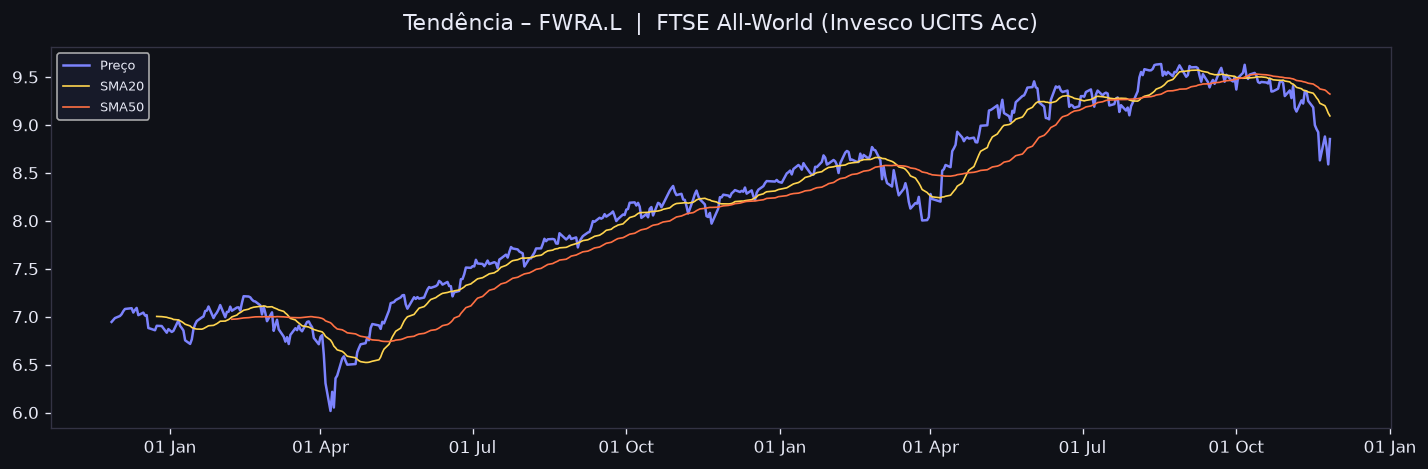 Tendência – FWRA.L | FTSE All-World (Invesco UCITS Acc)
Preço
SMA20
SMA50
9.5
9.0
8.5
8.0
7.5
7.0
6.5
6.0
01 Jan
01 Apr
01 Jul
01 Oct
01 Jan
01 Apr
01 Jul
01 Oct
01 Jan